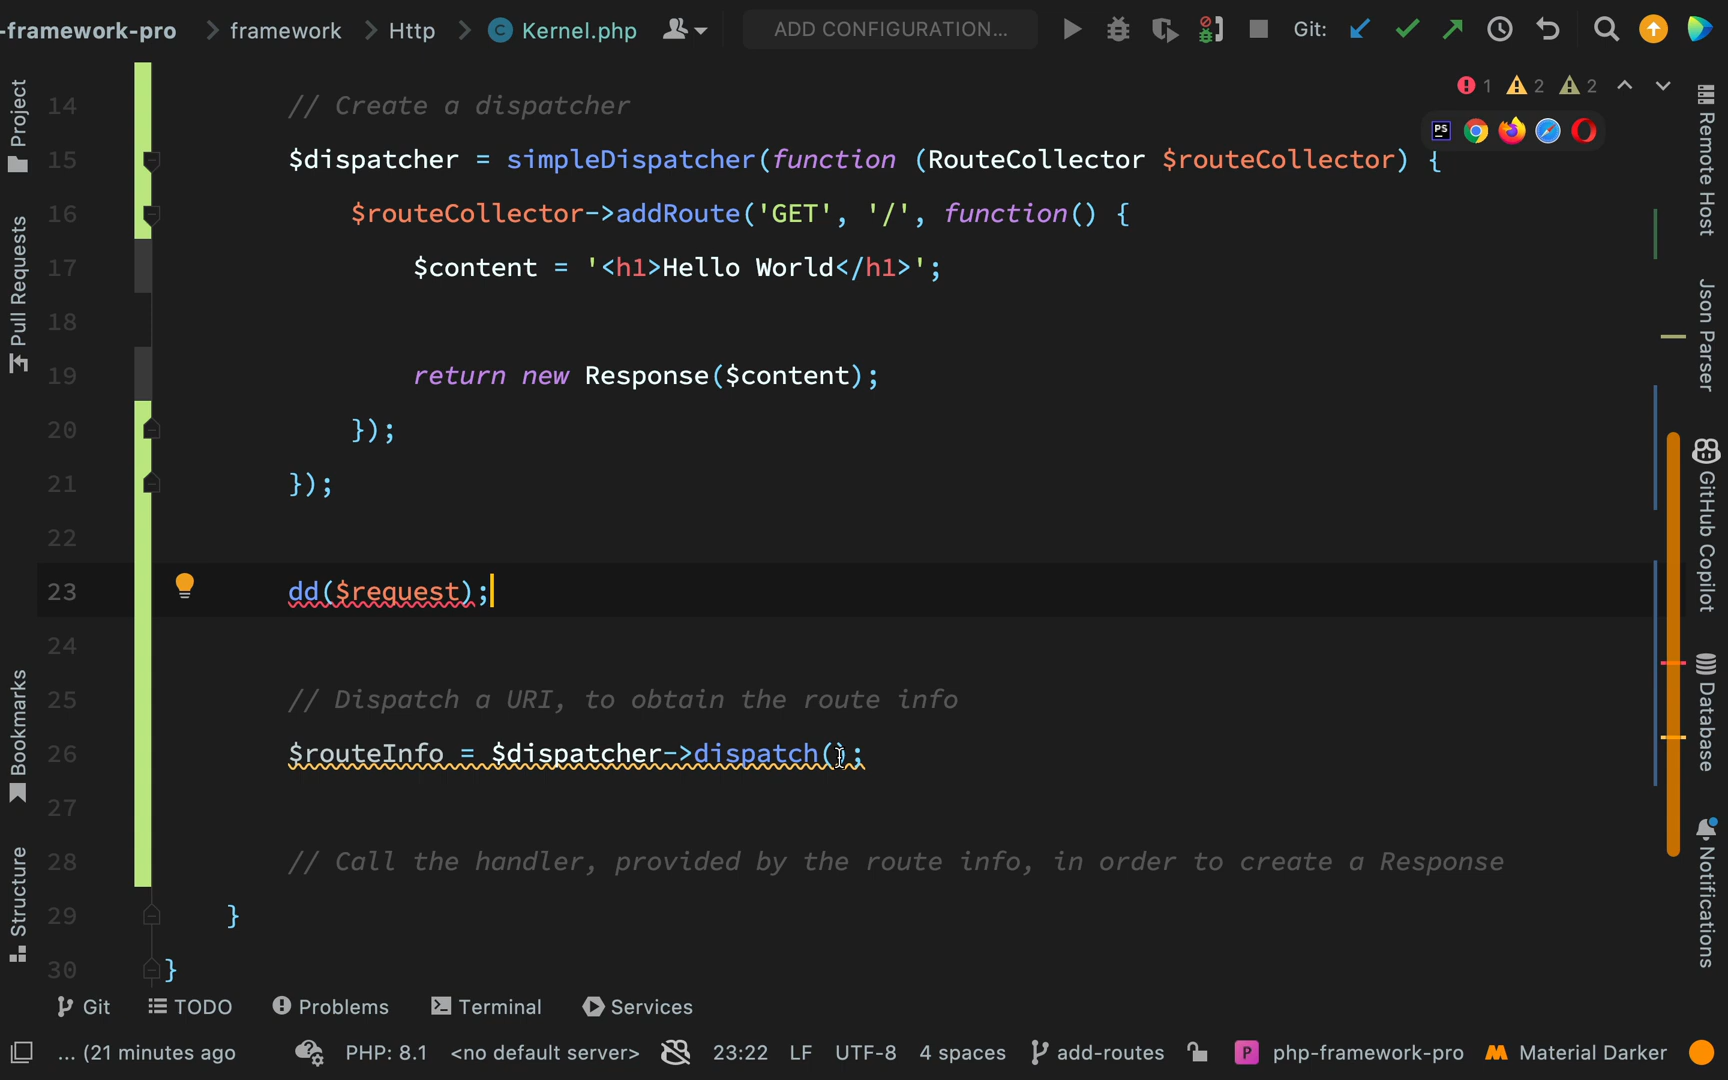 -framework-pro > framework > Http > C Kernel.php ADD CONFIGURATION... Git:
1 2 2
14 // Create a dispatcher
15 $dispatcher = simpleDispatcher(function (RouteCollector $routeCollector) {
16 $routeCollector->addRoute('GET', '/', function() {
17 $content = '<h1>Hello World</h1>';
18
19 return new Response($content);
20 });
21 });
22
23 dd($request);
24
25 // Dispatch a URI, to obtain the route info
26 $routeInfo = $dispatcher->dispatch();
27
28 // Call the handler, provided by the route info, in order to create a Response
29 }
30 }
Project
Pull Requests
Bookmarks
Structure
PS
Remote Host
Json Parser
GitHub Copilot
Database
Notifications
Git TODO Problems Terminal Services
... (21 minutes ago PHP: 8.1 <no default server> 23:22 LF UTF-8 4 spaces add-routes P php-framework-pro Material Darker